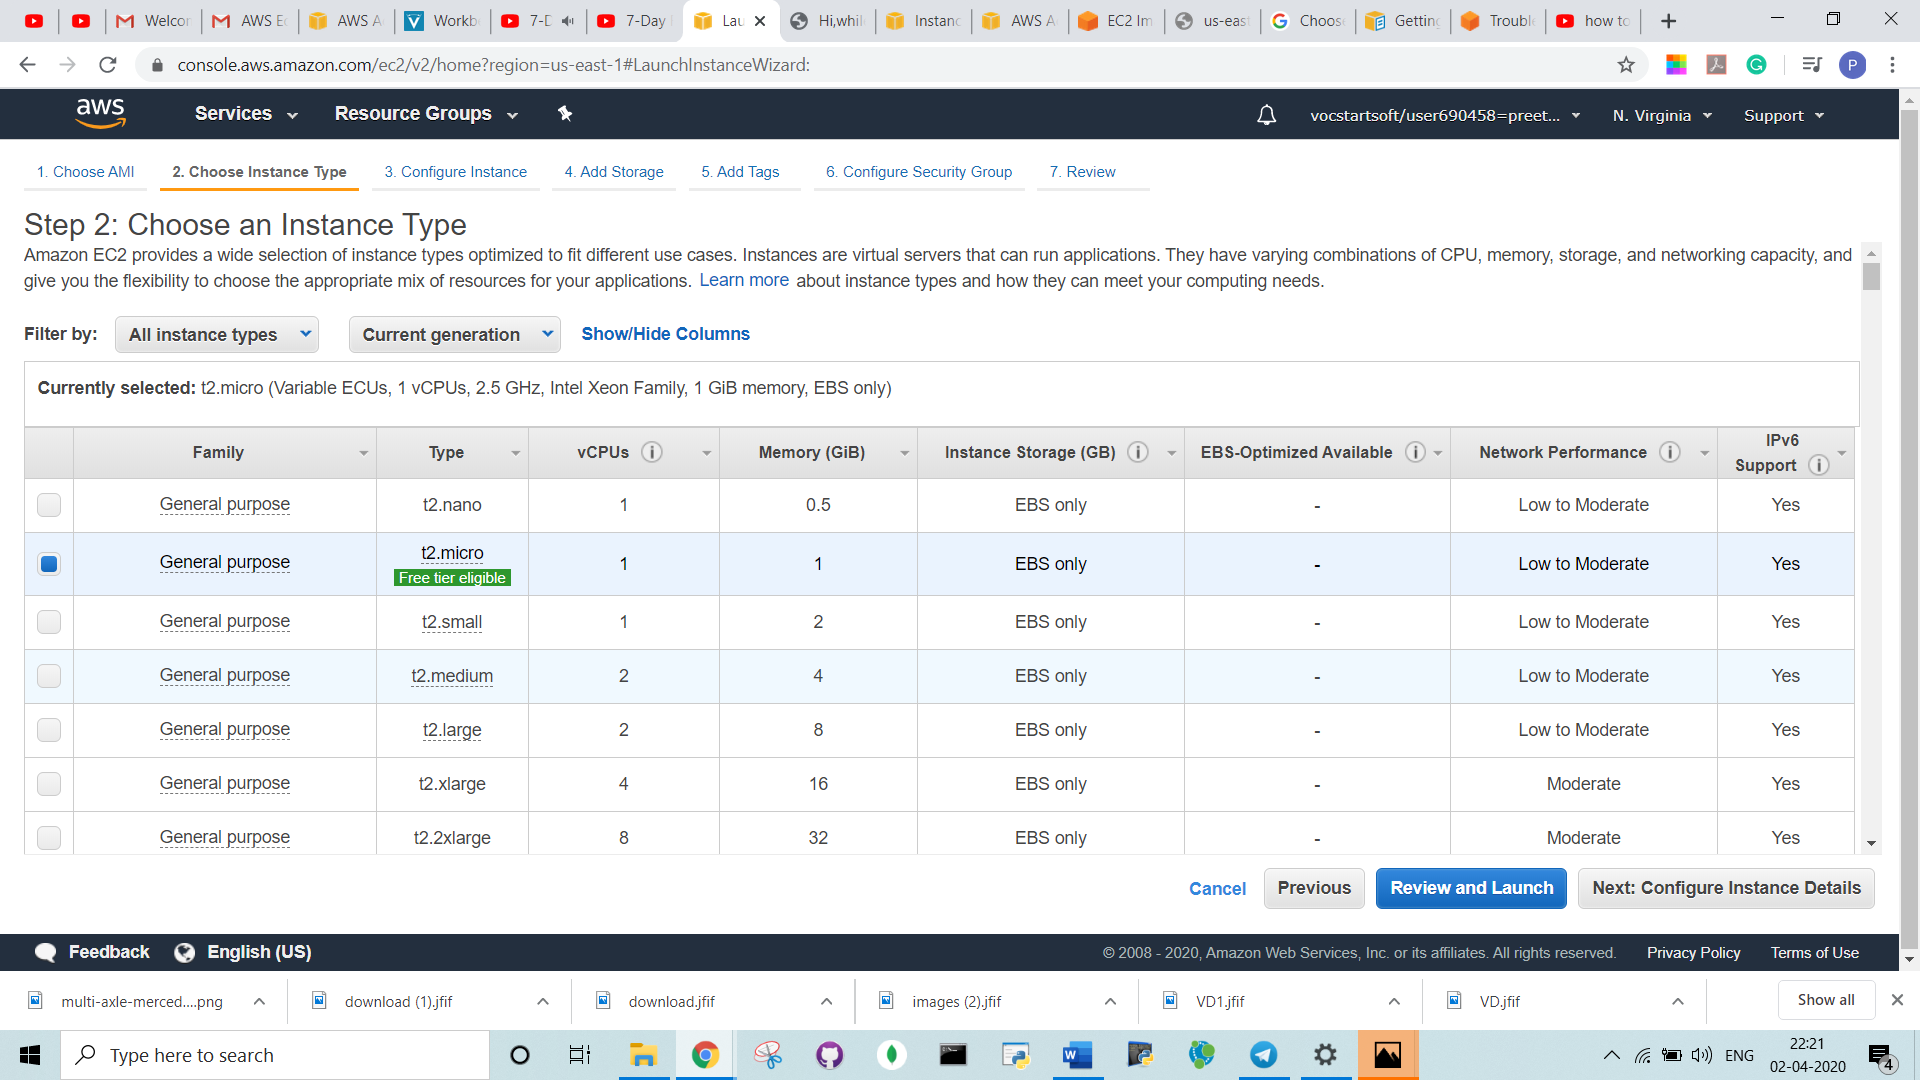 Welcor
AWS Ec
AWS A
Workb
7-D
7-Day
Lau
Hi,while
Instanc
AWS A
EC2 Im
us-east
Choos
Getting
Troubl
how to
console.aws.amazon.com/ec2/v2/home?region=us-east-1#LaunchInstanceWizard:
P
aws
Services
Resource Groups
vocstartsoft/user690458=preet...
N. Virginia
Support
1. Choose AMI
2. Choose Instance Type
3. Configure Instance
4. Add Storage
5. Add Tags
6. Configure Security Group
7. Review
Step 2: Choose an Instance Type
Amazon EC2 provides a wide selection of instance types optimized to fit different use cases. Instances are virtual servers that can run applications. They have varying combinations of CPU, memory, storage, and networking capacity, and
give you the flexibility to choose the appropriate mix of resources for your applications. Learn more about instance types and how they can meet your computing needs.
Filter by: All instance types Current generation Show/Hide Columns
Currently selected: t2.micro (Variable ECUs, 1 vCPUs, 2.5 GHz, Intel Xeon Family, 1 GiB memory, EBS only)
Family Type vCPUs Memory (GiB) Instance Storage (GB) EBS-Optimized Available Network Performance IPv6 Support
General purpose t2.nano 1 0.5 EBS only - Low to Moderate Yes
General purpose t2.micro Free tier eligible 1 1 EBS only - Low to Moderate Yes
General purpose t2.small 1 2 EBS only - Low to Moderate Yes
General purpose t2.medium 2 4 EBS only - Low to Moderate Yes
General purpose t2.large 2 8 EBS only - Low to Moderate Yes
General purpose t2.xlarge 4 16 EBS only - Moderate Yes
General purpose t2.2xlarge 8 32 EBS only - Moderate Yes
Cancel Previous Review and Launch Next: Configure Instance Details
Feedback English (US) © 2008 - 2020, Amazon Web Services, Inc. or its affiliates. All rights reserved. Privacy Policy Terms of Use
multi-axle-merced....png download (1).jfif download.jfif images (2).jfif VD1.jfif VD.jfif Show all
Type here to search
ENG
22:21
02-04-2020
4